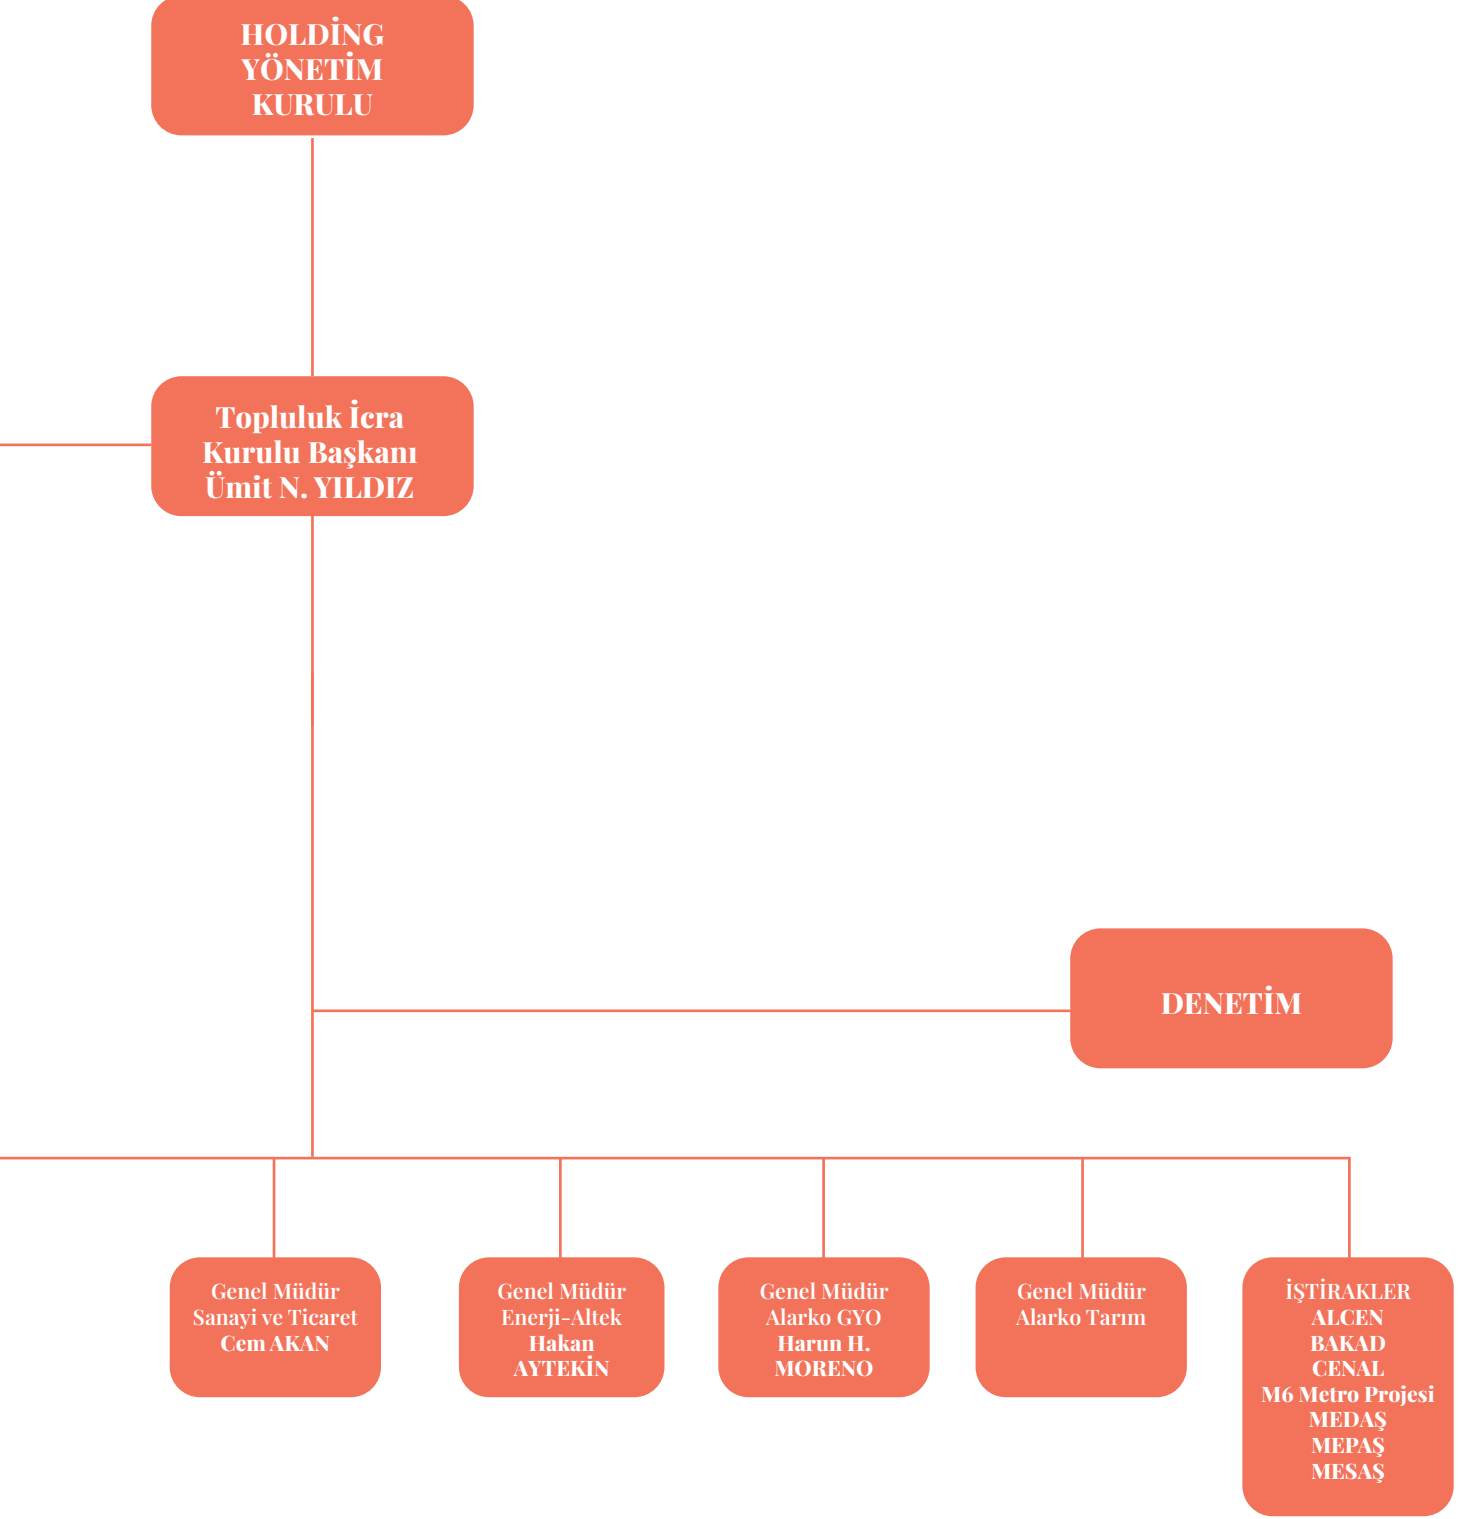 HOLDİNG
YÖNETİM
KURULU
Topluluk İcra
Kurulu Başkanı
Ümit N. YILDIZ
DENETİM
Genel Müdür
Sanayi ve Ticaret
Cem AKAN
Genel Müdür
Enerji-Altek
Hakan
AYTEKİN
Genel Müdür
Alarko GYO
Harun H.
MORENO
Genel Müdür
Alarko Tarım
İŞTİRAKLER
ALCEN
BAKAD
CENAL
M6 Metro Projesi
MEDAŞ
MEPAŞ
MESAŞ